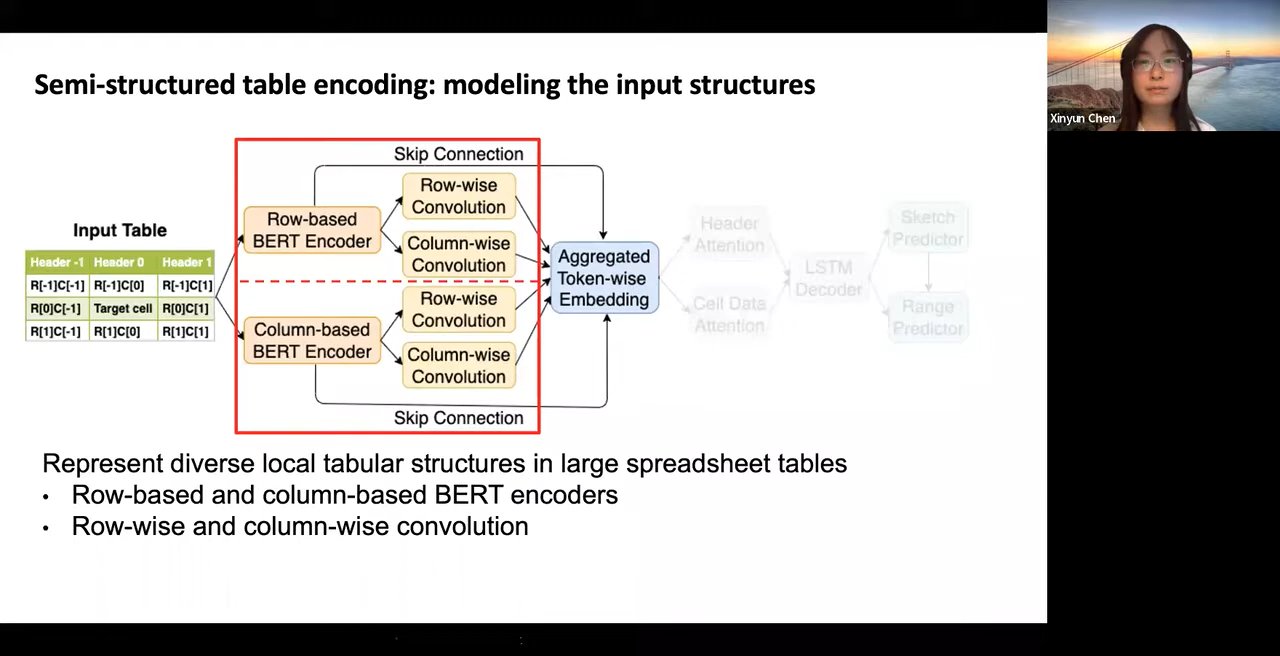 Semi-structured table encoding: modeling the input structures
Xinyun Chen
Input Table
Header -1 Header 0 Header 1
R[-1]C[-1] R[-1]C[0] R[-1]C[1]
R[0]C[-1] Target cell R[0]C[1]
R[1]C[-1] R[1]C[0] R[1]C[1]
Skip Connection
Row-based
BERT Encoder
Row-wise
Convolution
Column-wise
Convolution
Column-based
BERT Encoder
Row-wise
Convolution
Column-wise
Convolution
Skip Connection
Aggregated
Token-wise
Embedding
Header
Attention
Cell Data
Attention
LSTM
Decoder
Sketch
Predictor
Range
Predictor
Represent diverse local tabular structures in large spreadsheet tables
• Row-based and column-based BERT encoders
• Row-wise and column-wise convolution